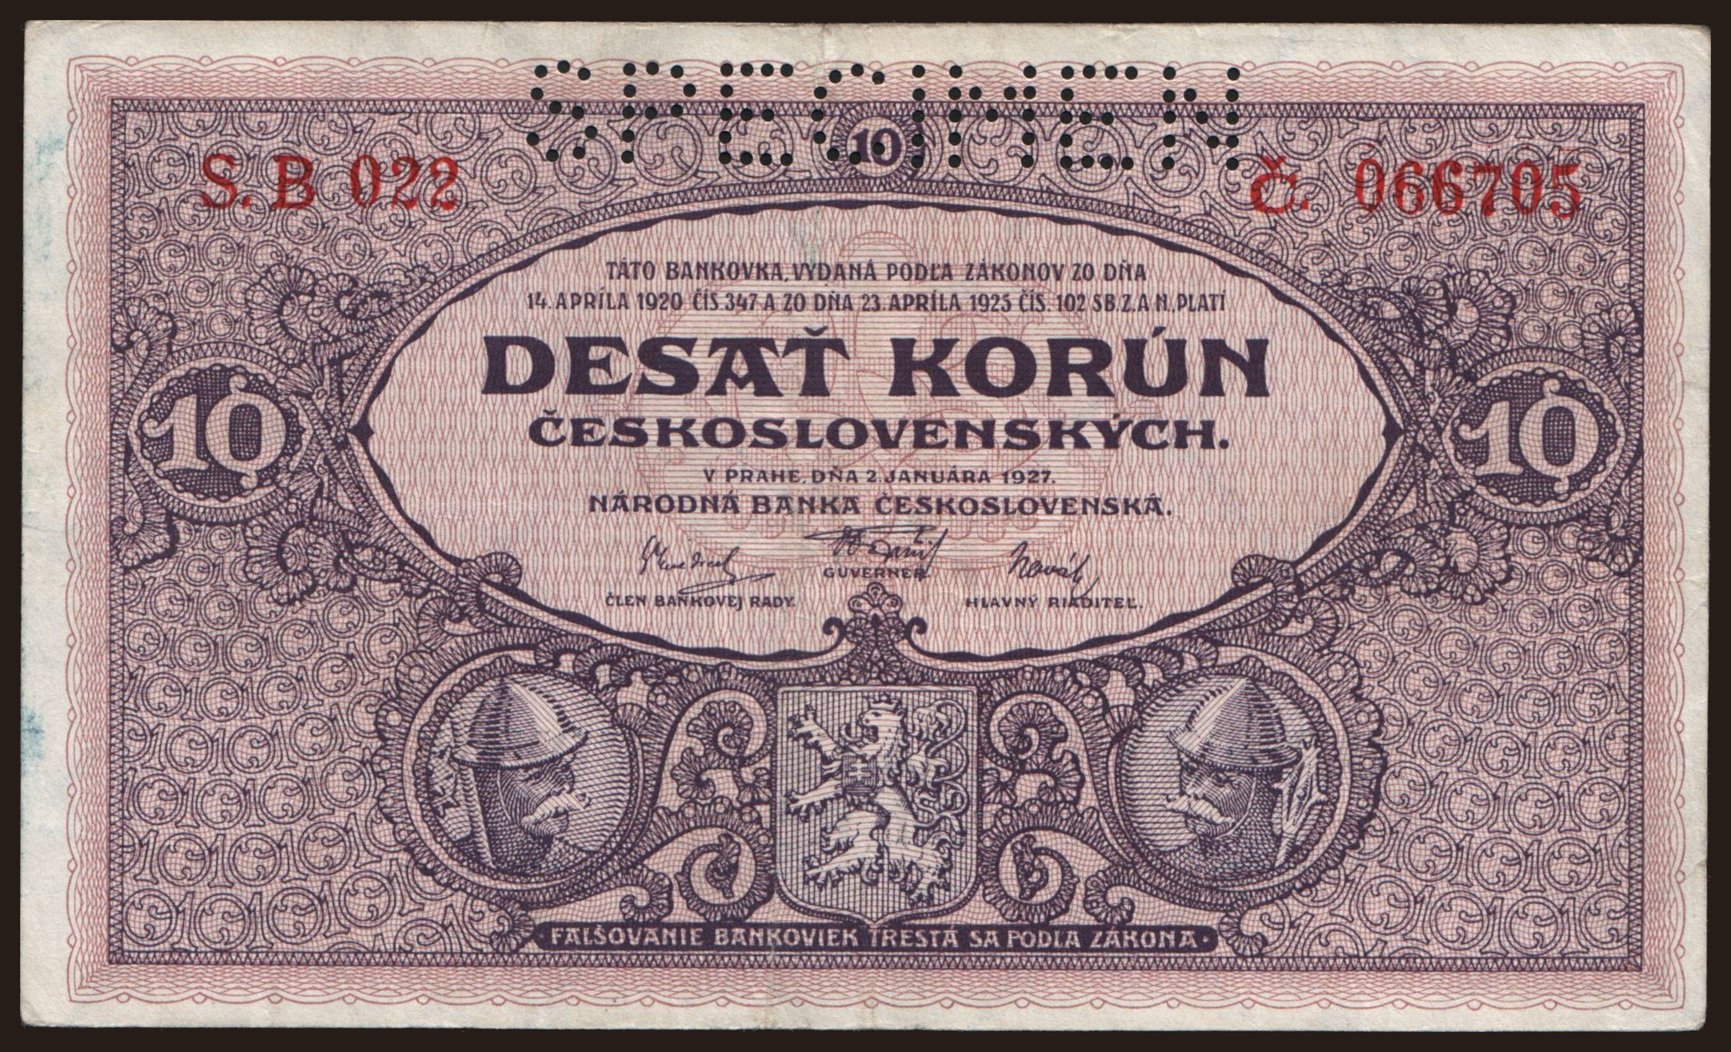 SPECIMEN
10
S. B 022
Č. 066705
TÁTO BANKOVKA, VYDANÁ PODĽA ZÁKONOV ZO DŇA
14. APRÍLA 1920 ČÍS. 347 A ZO DŇA 23. APRÍLA 1925 ČÍS. 102 SB. Z. A N., PLATÍ
DESAŤ KORÚN
ČESKOSLOVENSKÝCH.
10
10
V PRAHE, DŇA 2. JANUÁRA 1927.
NÁRODNÁ BANKA ČESKOSLOVENSKÁ.
GUVERNER.
ČLEN BANKOVEJ RADY.
HLAVNÝ RIADITEĽ.
FALŠOVANIE BANKOVIEK TRESTÁ SA PODĽA ZÁKONA